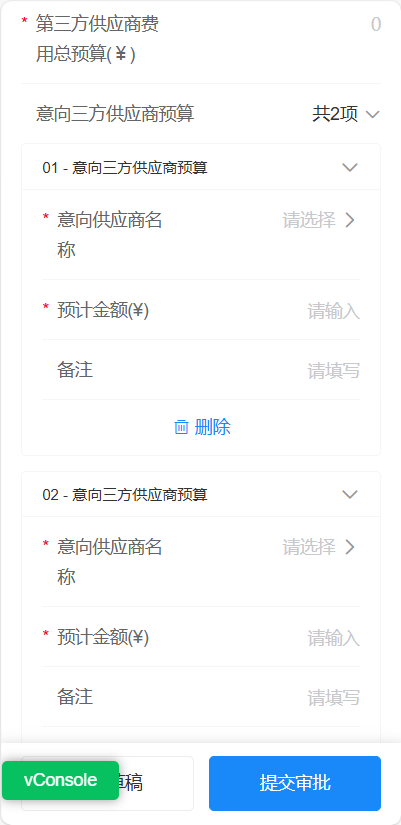 * 第三方供应商费 0
用总预算(¥)
意向三方供应商预算 共2项
01 - 意向三方供应商预算
* 意向供应商名 请选择
称
* 预计金额(¥) 请输入
备注 请填写
删除
02 - 意向三方供应商预算
* 意向供应商名 请选择
称
* 预计金额(¥) 请输入
备注 请填写
vConsole 稿 提交审批